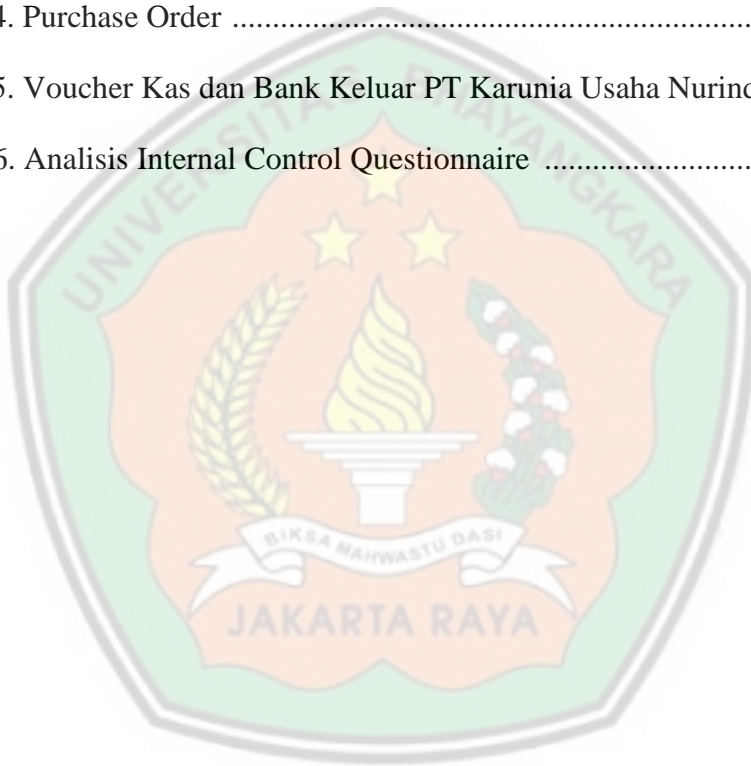 4. Purchase Order ........................................................
5. Voucher Kas dan Bank Keluar PT Karunia Usaha Nurind
6. Analisis Internal Control Questionnaire ......................
UNIVERSITAS BHAYANGKARA
BIKSA MAHWASTU DASI
JAKARTA RAYA